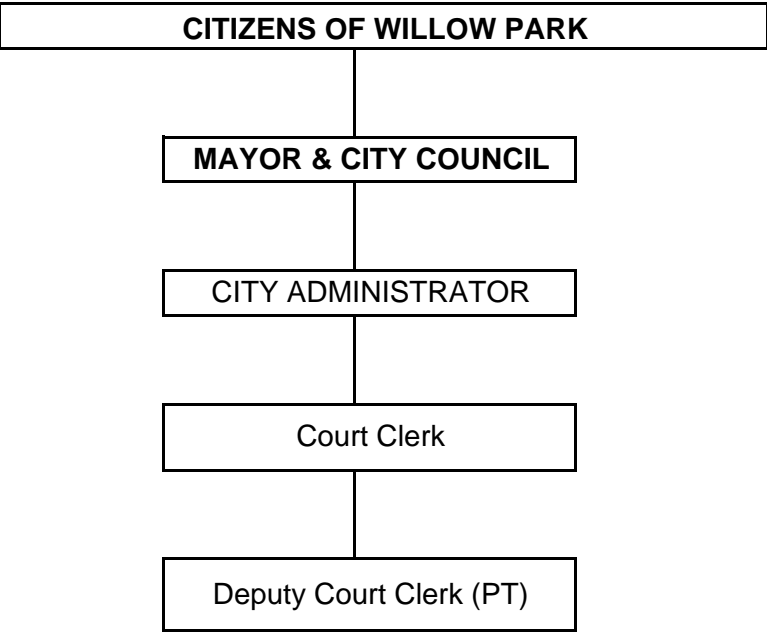 CITIZENS OF WILLOW PARK
MAYOR & CITY COUNCIL
CITY ADMINISTRATOR
Court Clerk
Deputy Court Clerk (PT)